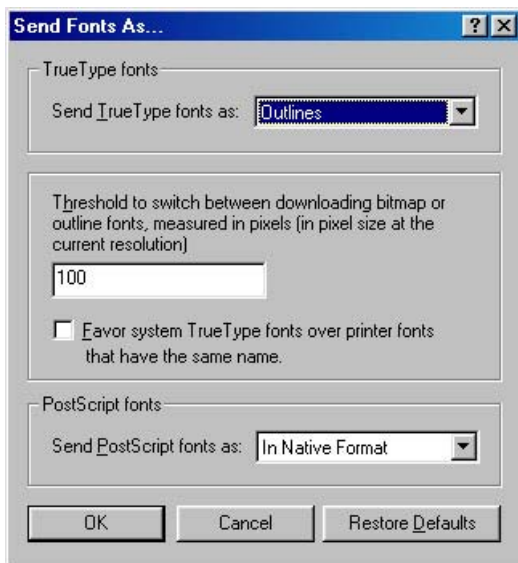 Send Fonts As...
TrueType fonts
Send TrueType fonts as: Outlines
Threshold to switch between downloading bitmap or
outline fonts, measured in pixels (in pixel size at the
current resolution)
100
Favor system TrueType fonts over printer fonts
that have the same name.
PostScript fonts
Send PostScript fonts as: In Native Format
OK Cancel Restore Defaults